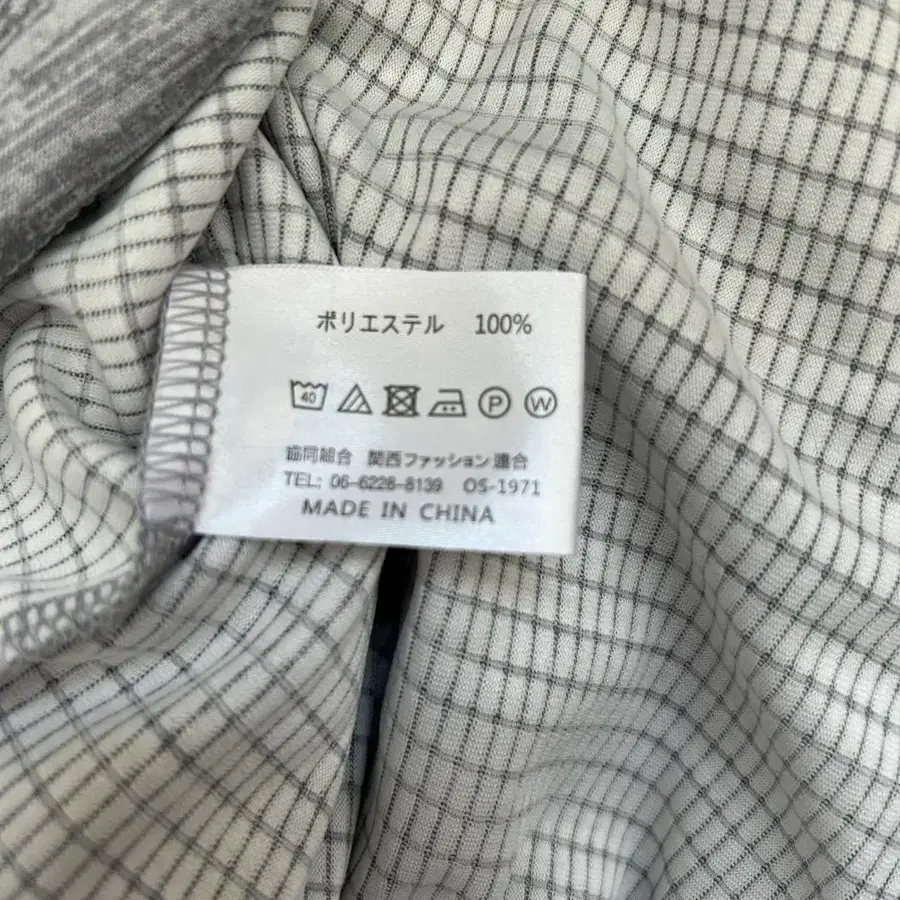 ポリエステル 100%
40 P W
協同組合 関西ファッション連合
TEL: 06-6228-8139 OS-1971
MADE IN CHINA